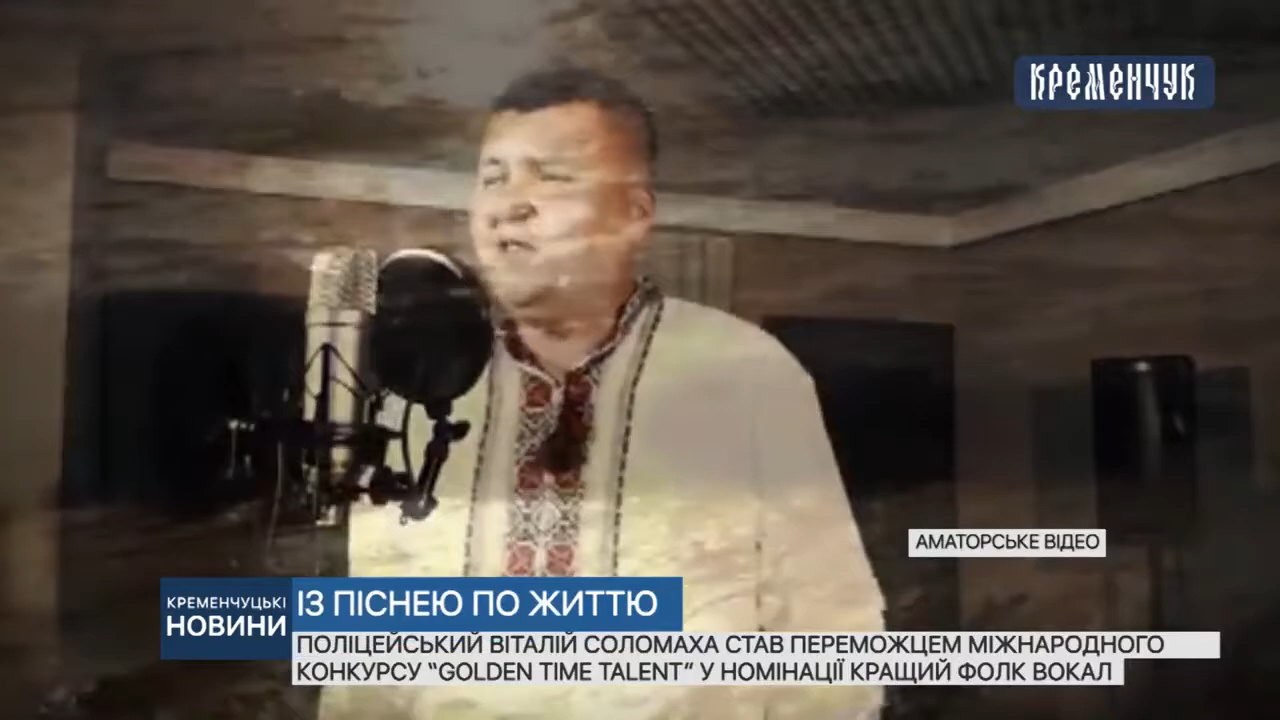 КРЕМЕНЧУК
АМАТОРСЬКЕ ВІДЕО
КРЕМЕНЧУЦЬКІ
НОВИНИ
ІЗ ПІСНЕЮ ПО ЖИТТЮ
ПОЛІЦЕЙСЬКИЙ ВІТАЛІЙ СОЛОМАХА СТАВ ПЕРЕМОЖЦЕМ МІЖНАРОДНОГО
КОНКУРСУ “GOLDEN TIME TALENT” У НОМІНАЦІЇ КРАЩИЙ ФОЛК ВОКАЛ